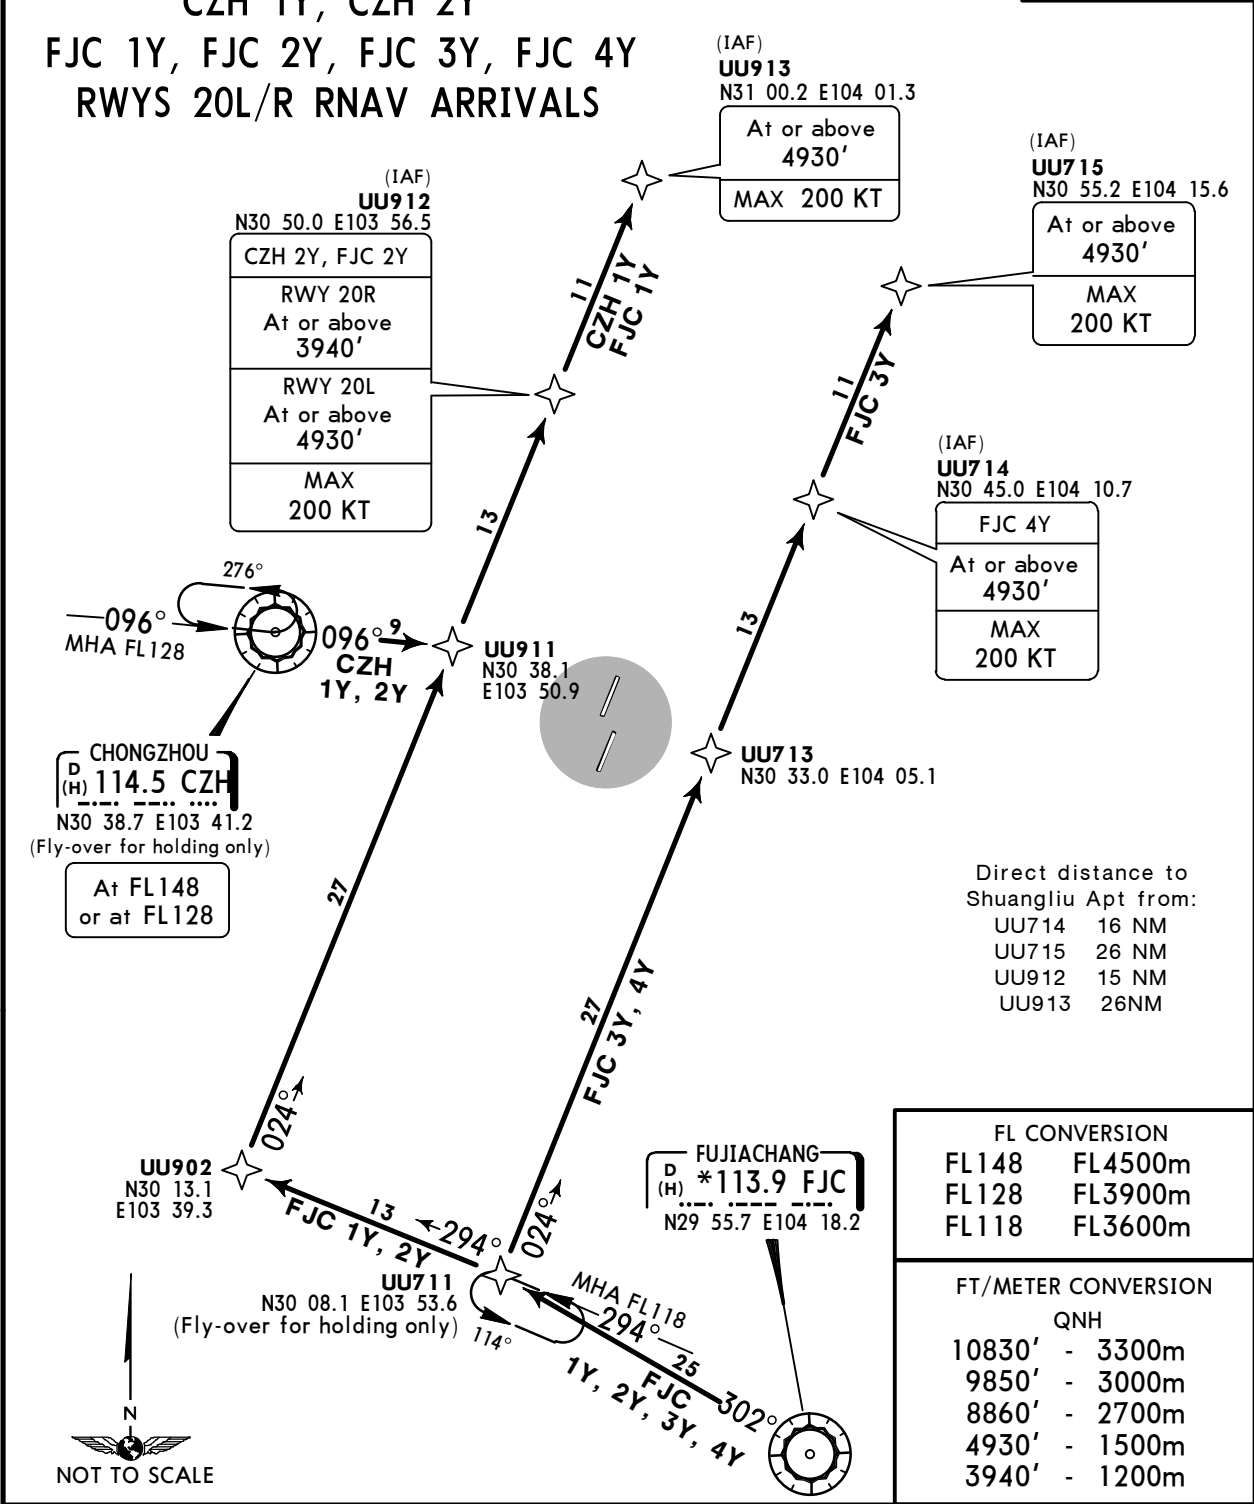 CZH 1Y, CZH 2Y
FJC 1Y, FJC 2Y, FJC 3Y, FJC 4Y
RWYS 20L/R RNAV ARRIVALS
(IAF)
UU913
N31 00.2 E104 01.3
At or above
4930'
MAX 200 KT
(IAF)
UU715
N30 55.2 E104 15.6
At or above
4930'
MAX
200 KT
(IAF)
UU912
N30 50.0 E103 56.5
CZH 2Y, FJC 2Y
RWY 20R
At or above
3940'
RWY 20L
At or above
4930'
MAX
200 KT
11
CZH 1Y
FJC 1Y
11
FJC 3Y
(IAF)
UU714
N30 45.0 E104 10.7
FJC 4Y
At or above
4930'
MAX
200 KT
13
13
276°
096°
MHA FL128
096° 9
CZH
1Y, 2Y
UU911
N30 38.1
E103 50.9
UU713
N30 33.0 E104 05.1
CHONGZHOU
D
(H) 114.5 CZH
N30 38.7 E103 41.2
(Fly-over for holding only)
At FL148
or at FL128
27
27
FJC 3Y, 4Y
Direct distance to
Shuangliu Apt from:
UU714 16 NM
UU715 26 NM
UU912 15 NM
UU913 26NM
024°
UU902
N30 13.1
E103 39.3
13
FJC 1Y, 2Y
294°
024°
UU711
N30 08.1 E103 53.6
(Fly-over for holding only)
114°
MHA FL118
294°
25
FJC
1Y, 2Y, 3Y, 4Y
302°
FUJIACHANG
D
(H) *113.9 FJC
N29 55.7 E104 18.2
FL CONVERSION
FL148 FL4500m
FL128 FL3900m
FL118 FL3600m
FT/METER CONVERSION
QNH
10830' - 3300m
9850' - 3000m
8860' - 2700m
4930' - 1500m
3940' - 1200m
N
NOT TO SCALE